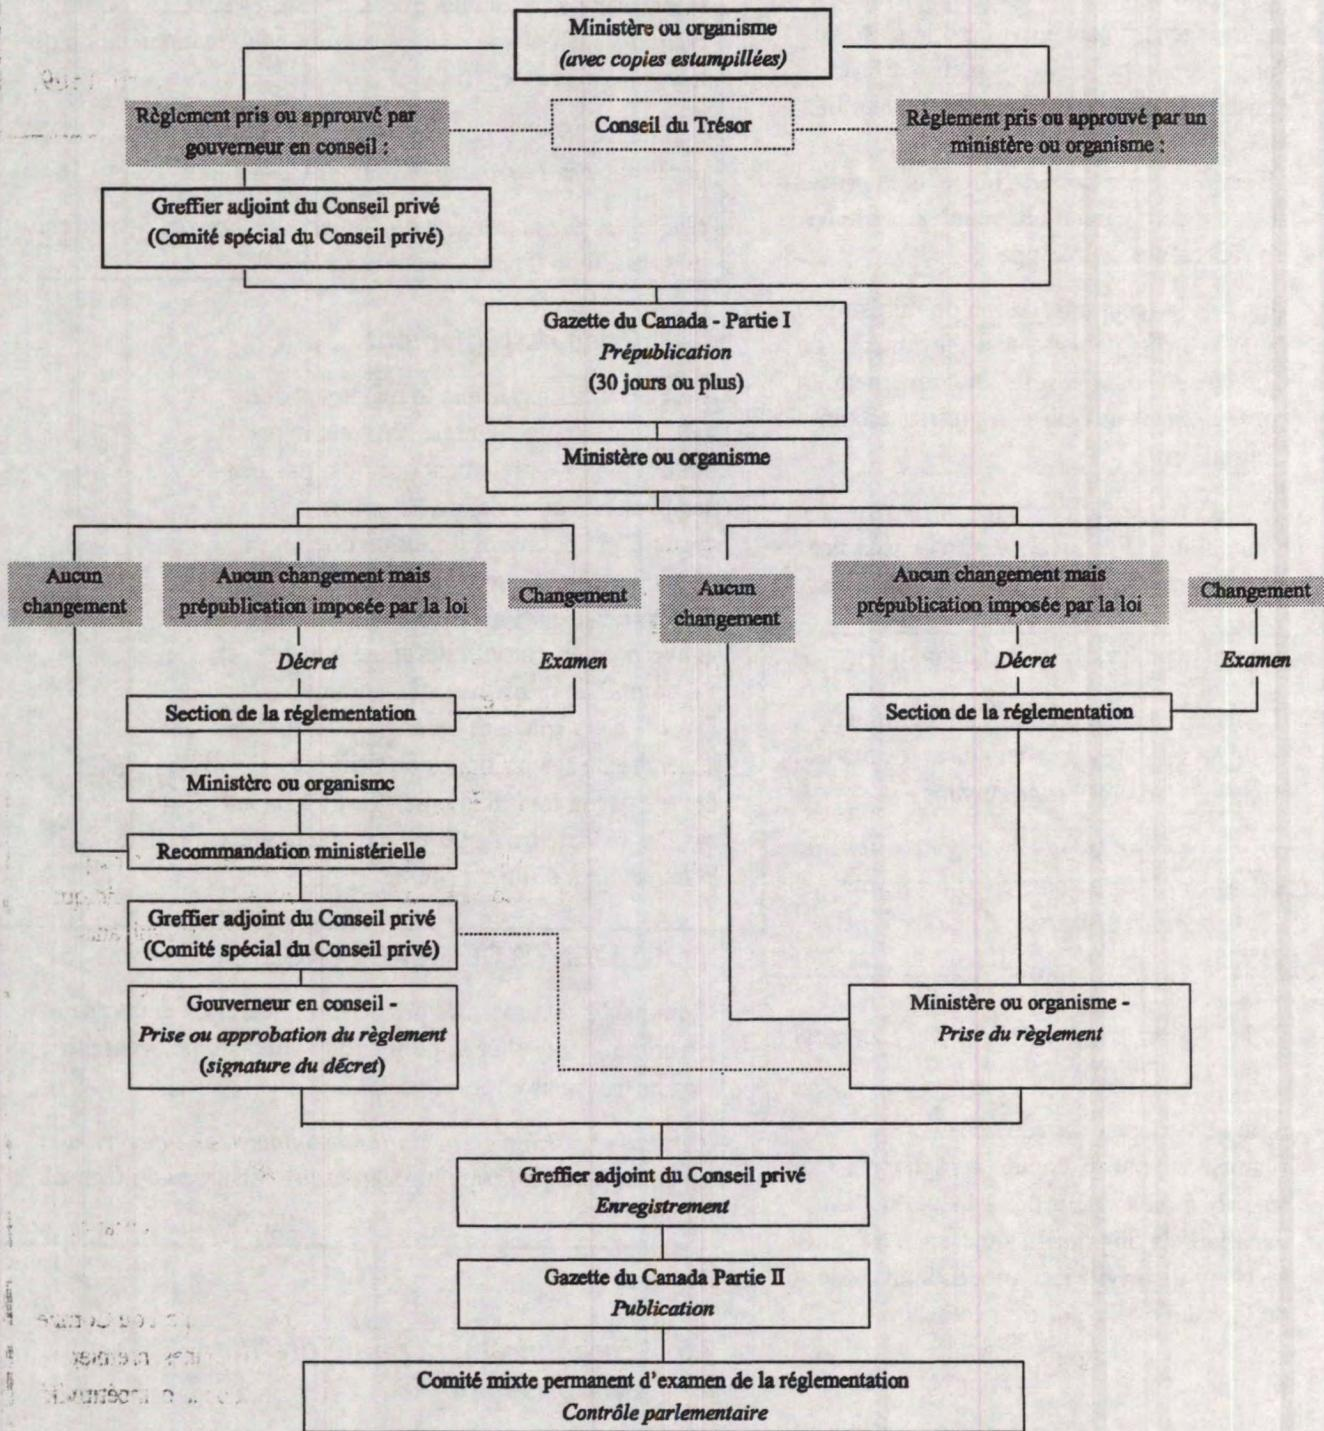 Ministère ou organisme
(avec copies estampillées)
Règlement pris ou approuvé par
gouverneur en conseil :
Conseil du Trésor
Règlement pris ou approuvé par un
ministère ou organisme :
Greffier adjoint du Conseil privé
(Comité spécial du Conseil privé)
Gazette du Canada - Partie I
Prépublication
(30 jours ou plus)
Ministère ou organisme
Aucun
changement
Aucun changement mais
prépublication imposée par la loi
Changement
Aucun
changement
Aucun changement mais
prépublication imposée par la loi
Changement
Décret
Examen
Décret
Examen
Section de la réglementation
Section de la réglementation
Ministère ou organisme
Recommandation ministérielle
Greffier adjoint du Conseil privé
(Comité spécial du Conseil privé)
Gouverneur en conseil -
Prise ou approbation du règlement
(signature du décret)
Ministère ou organisme -
Prise du règlement
Greffier adjoint du Conseil privé
Enregistrement
Gazette du Canada Partie II
Publication
Comité mixte permanent d'examen de la réglementation
Contrôle parlementaire